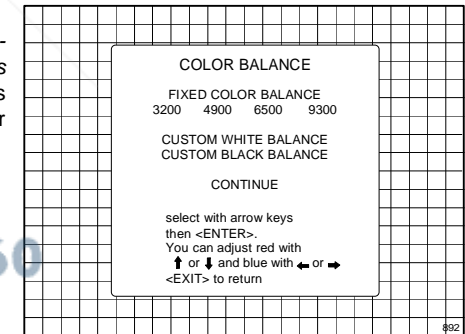 COLOR BALANCE
FIXED COLOR BALANCE
3200 4900 6500 9300
CUSTOM WHITE BALANCE
CUSTOM BLACK BALANCE
CONTINUE
select with arrow keys
then <ENTER>.
You can adjust red with
↑ or ↓ and blue with ← or →
<EXIT> to return
892